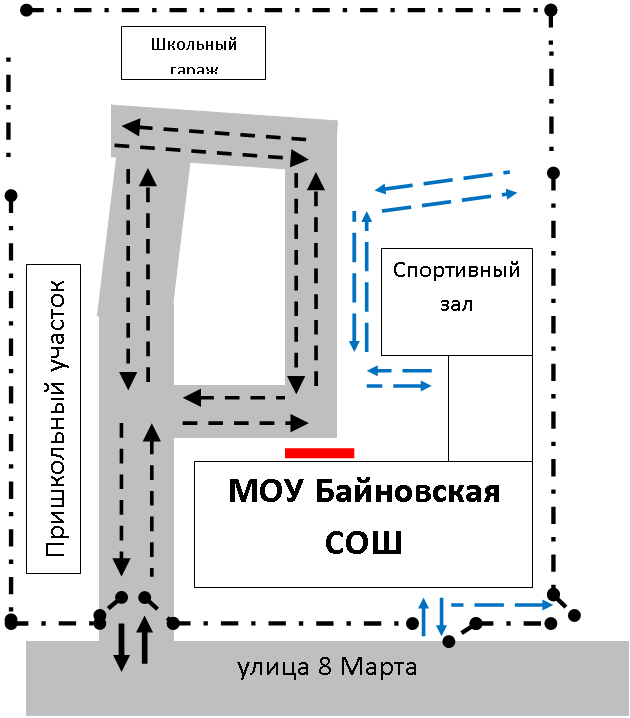 Школьный
гараж
Спортивный
зал
Пришкольный участок
МОУ Байновская
СОШ
улица 8 Марта